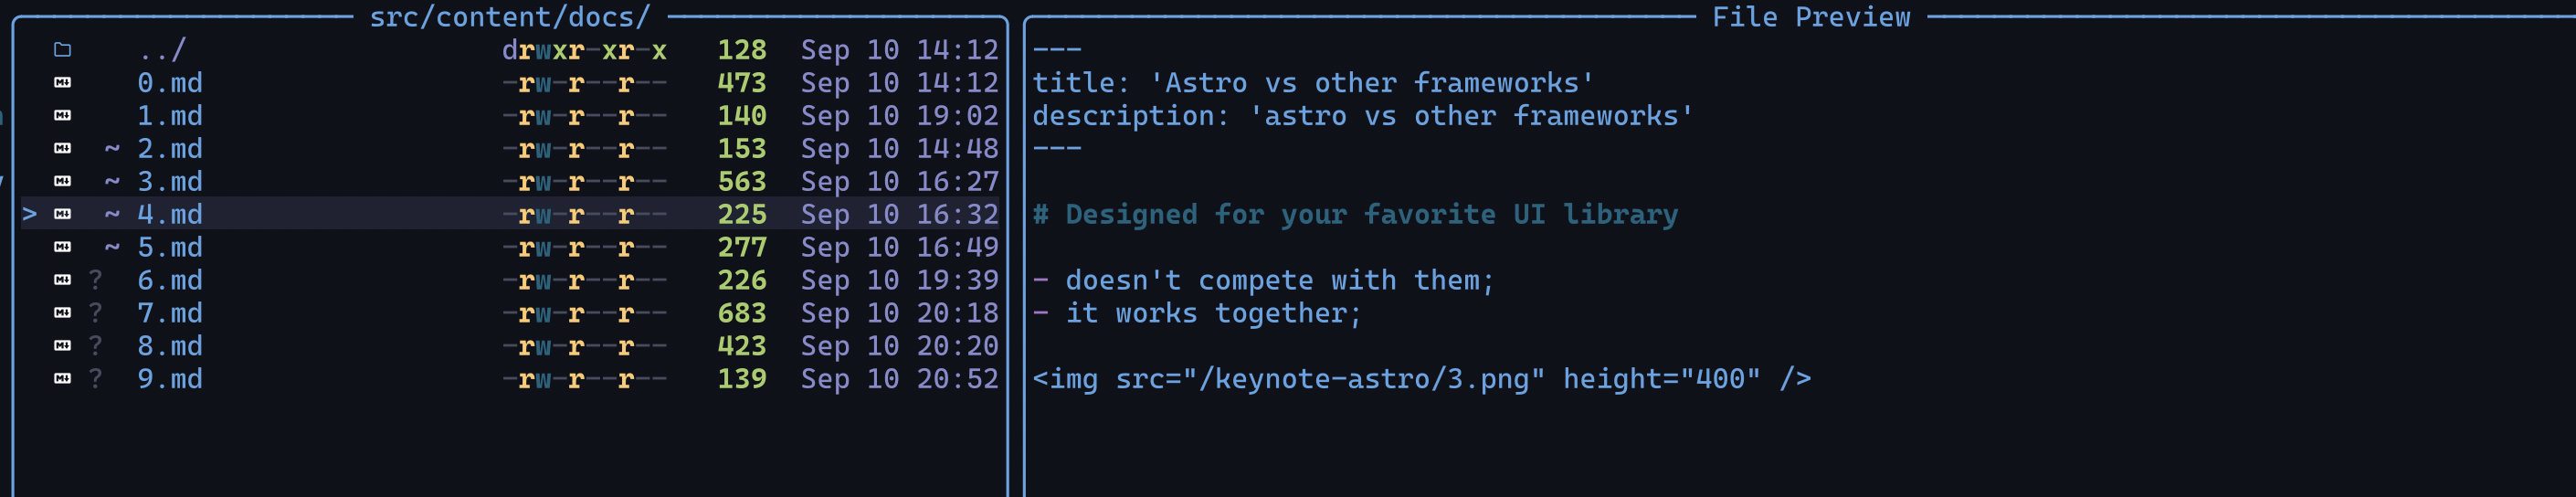 src/content/docs/
../ drwxr-xr-x 128 Sep 10 14:12
0.md -rw-r--r-- 473 Sep 10 14:12
1.md -rw-r--r-- 140 Sep 10 19:02
~ 2.md -rw-r--r-- 153 Sep 10 14:48
~ 3.md -rw-r--r-- 563 Sep 10 16:27
> ~ 4.md -rw-r--r-- 225 Sep 10 16:32
~ 5.md -rw-r--r-- 277 Sep 10 16:49
? 6.md -rw-r--r-- 226 Sep 10 19:39
? 7.md -rw-r--r-- 683 Sep 10 20:18
? 8.md -rw-r--r-- 423 Sep 10 20:20
? 9.md -rw-r--r-- 139 Sep 10 20:52
File Preview
---
title: 'Astro vs other frameworks'
description: 'astro vs other frameworks'
---
# Designed for your favorite UI library
- doesn't compete with them;
- it works together;
<img src="/keynote-astro/3.png" height="400" />